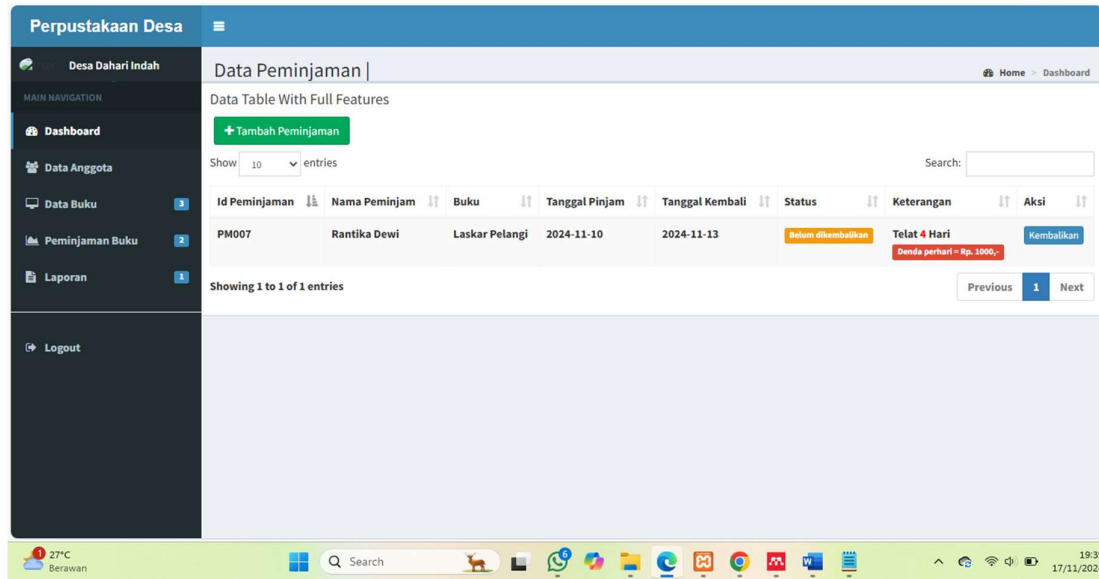 Perpustakaan Desa
Desa Dahari Indah
MAIN NAVIGATION
Dashboard
Data Anggota
Data Buku 3
Peminjaman Buku 2
Laporan 1
Logout
Data Peminjaman |
Home > Dashboard
Data Table With Full Features
+ Tambah Peminjaman
Show 10 entries
Search:
Id Peminjaman Nama Peminjam Buku Tanggal Pinjam Tanggal Kembali Status Keterangan Aksi
PM007 Rantika Dewi Laskar Pelangi 2024-11-10 2024-11-13 Belum dikembalikan Telat 4 Hari Kembalikan
Denda perhari = Rp. 1000,-
Showing 1 to 1 of 1 entries
Previous 1 Next
1 27°C
Berawan
Search
6
17/11/202